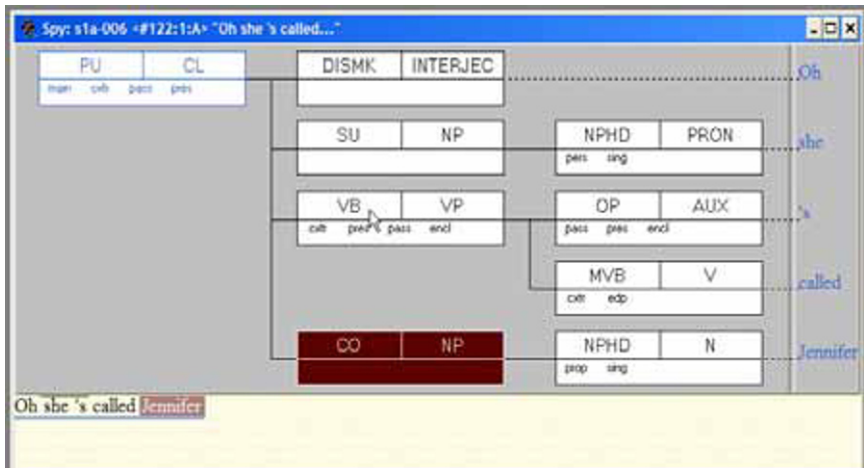 Spy: s1a-006 <#122:1:A> "Oh she 's called..."
PU CL
main cxtr pass pres
DISMK INTERJEC
Oh
SU NP
NPHD PRON
pers sing
she
VB VP
cxtr pres pass encl
OP AUX
pass pres encl
's
MVB V
cxtr edp
called
CO NP
NPHD N
prop sing
Jennifer
Oh she 's called Jennifer